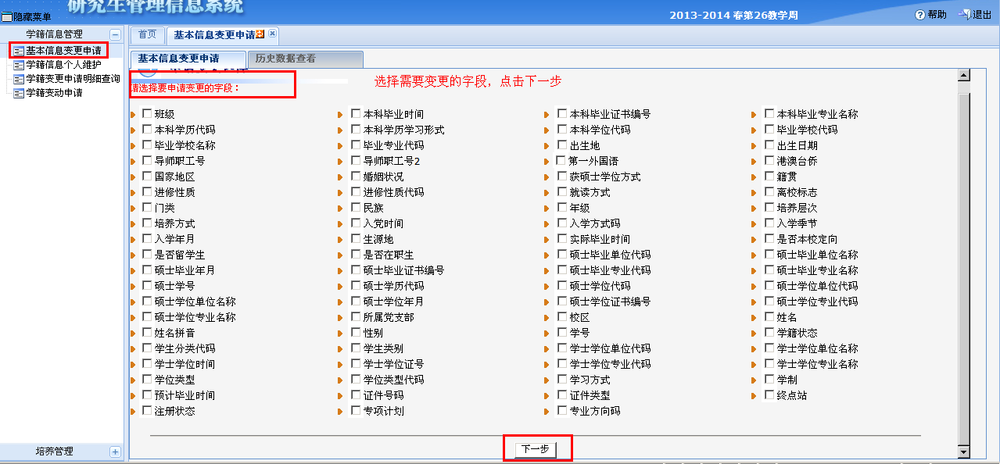 研究生管理信息系统
隐藏菜单
2013-2014 春第26教学周
帮助
退出
学籍信息管理
基本信息变更申请
学籍信息个人维护
学籍变更申请明细查询
学籍变动申请
培养管理
首页 基本信息变更申请
基本信息变更申请 历史数据查看
请选择要申请变更的字段：
选择需要变更的字段，点击下一步
班级 本科毕业时间 本科毕业证书编号 本科毕业专业名称
本科学历代码 本科学历学习形式 本科学位代码 毕业学校代码
毕业学校名称 毕业专业代码 出生地 出生日期
导师职工号 导师职工号2 第一外国语 港澳台侨
国家地区 婚姻状况 获硕士学位方式 籍贯
进修性质 进修性质代码 就读方式 离校标志
门类 民族 年级 培养层次
培养方式 入党时间 入学方式码 入学季节
入学年月 生源地 实际毕业时间 是否本校定向
是否留学生 是否在职生 硕士毕业单位代码 硕士毕业单位名称
硕士毕业年月 硕士毕业证书编号 硕士毕业专业代码 硕士毕业专业名称
硕士学号 硕士学历代码 硕士学位代码 硕士学位单位代码
硕士学位单位名称 硕士学位年月 硕士学位证书编号 硕士学位专业代码
硕士学位专业名称 所属党支部 校区 姓名
姓名拼音 性别 学号 学籍状态
学生分类代码 学生类别 学士学位单位代码 学士学位单位名称
学士学位时间 学士学位证号 学士学位专业代码 学士学位专业名称
学位类型 学位类型代码 学习方式 学制
预计毕业时间 证件号码 证件类型 终点站
注册状态 专项计划 专业方向码
下一步